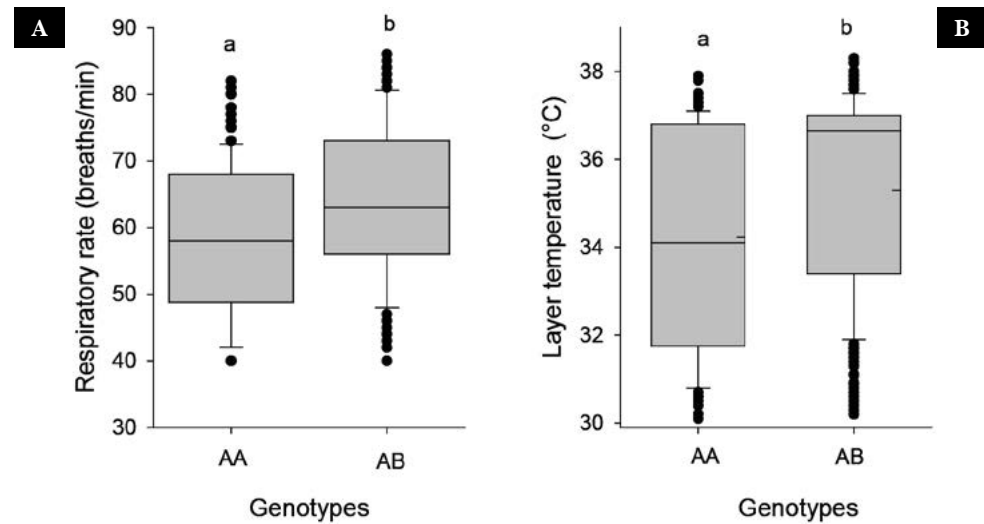 A
Respiratory rate (breaths/min)
90
80
70
60
50
40
30
a
b
AA
AB
Genotypes
B
Layer temperature (°C)
38
36
34
32
30
a
b
AA
AB
Genotypes